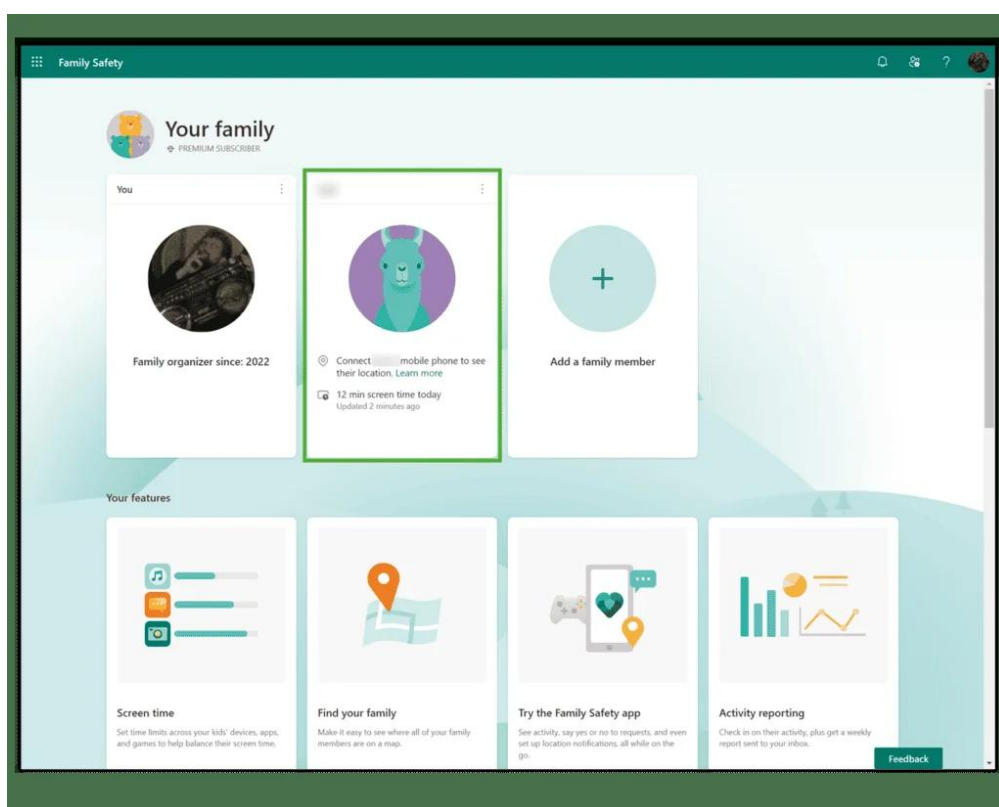 Family Safety
?
Your family
PREMIUM SUBSCRIBER
You
Family organizer since: 2022
Connect mobile phone to see
their location. Learn more
12 min screen time today
Updated 2 minutes ago
Add a family member
Your features
Screen time
Set time limits across your kids' devices, apps,
and games to help balance their screen time.
Find your family
Make it easy to see where all of your family
members are on a map.
Try the Family Safety app
See activity, say yes or no to requests, and even
set up location notifications, all while on the
go.
Activity reporting
Check in on their activity, plus get a weekly
report sent to your inbox.
Feedback